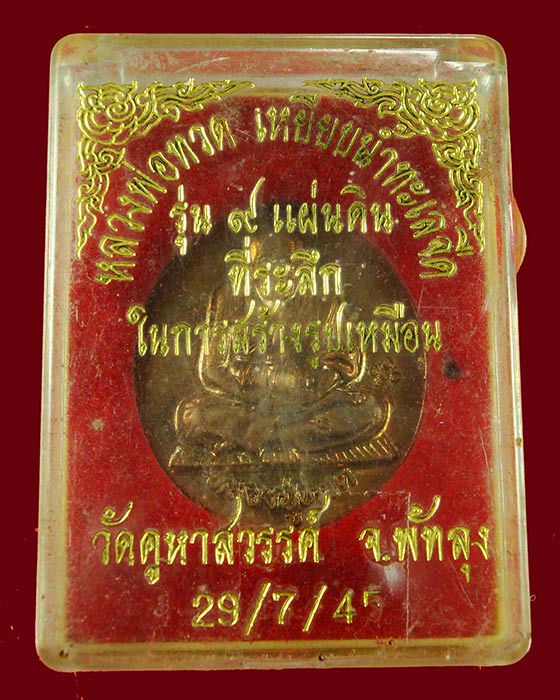 หลวงพ่อทวด เหยียบน้ำทะเลจืด
รุ่น ๙ แผ่นดิน
ที่ระลึก
ในการสร้างรูปเหมือน
วัดคูหาสวรรค์ จ.พัทลุง
29/7/45